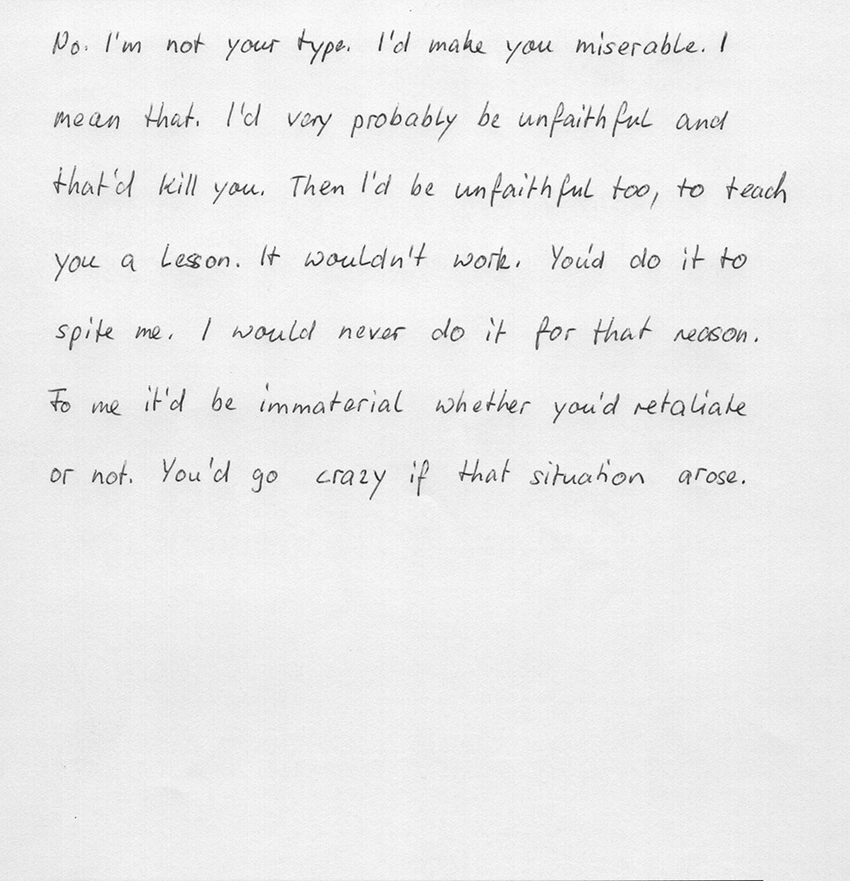 No. I'm not your type. I'd make you miserable. I
mean that. I'd very probably be unfaithful and
that'd kill you. Then I'd be unfaithful too, to teach
you a lesson. It wouldn't work. You'd do it to
spite me. I would never do it for that reason.
To me it'd be immaterial whether you'd retaliate
or not. You'd go crazy if that situation arose.